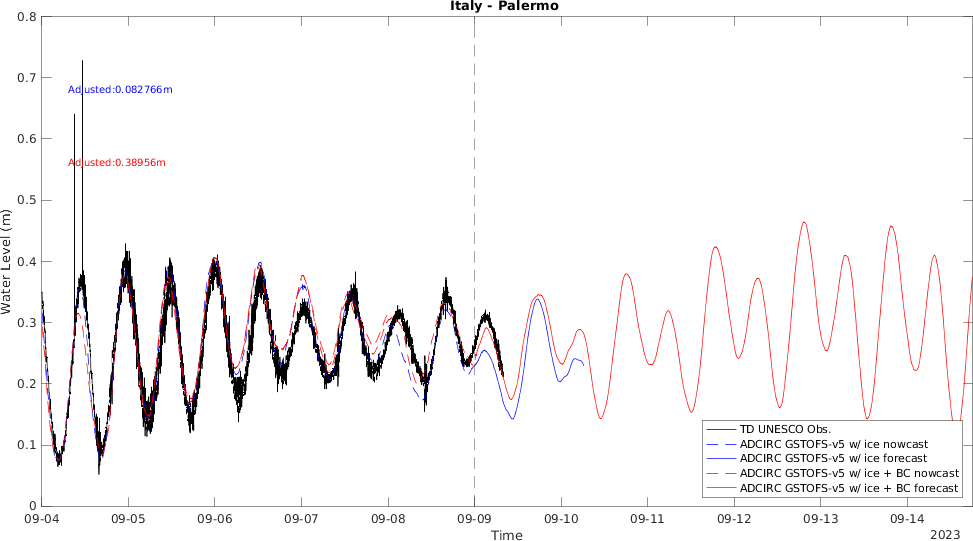 Italy - Palermo
0.8
0.7
0.6
0.5
0.4
0.3
0.2
0.1
0
Water Level (m)
Adjusted:0.082766m
Adjusted:0.38956m
TD UNESCO Obs.
ADCIRC GSTOFS-v5 w/ ice nowcast
ADCIRC GSTOFS-v5 w/ ice forecast
ADCIRC GSTOFS-v5 w/ ice + BC nowcast
ADCIRC GSTOFS-v5 w/ ice + BC forecast
09-04 09-05 09-06 09-07 09-08 09-09 09-10 09-11 09-12 09-13 09-14
Time
2023